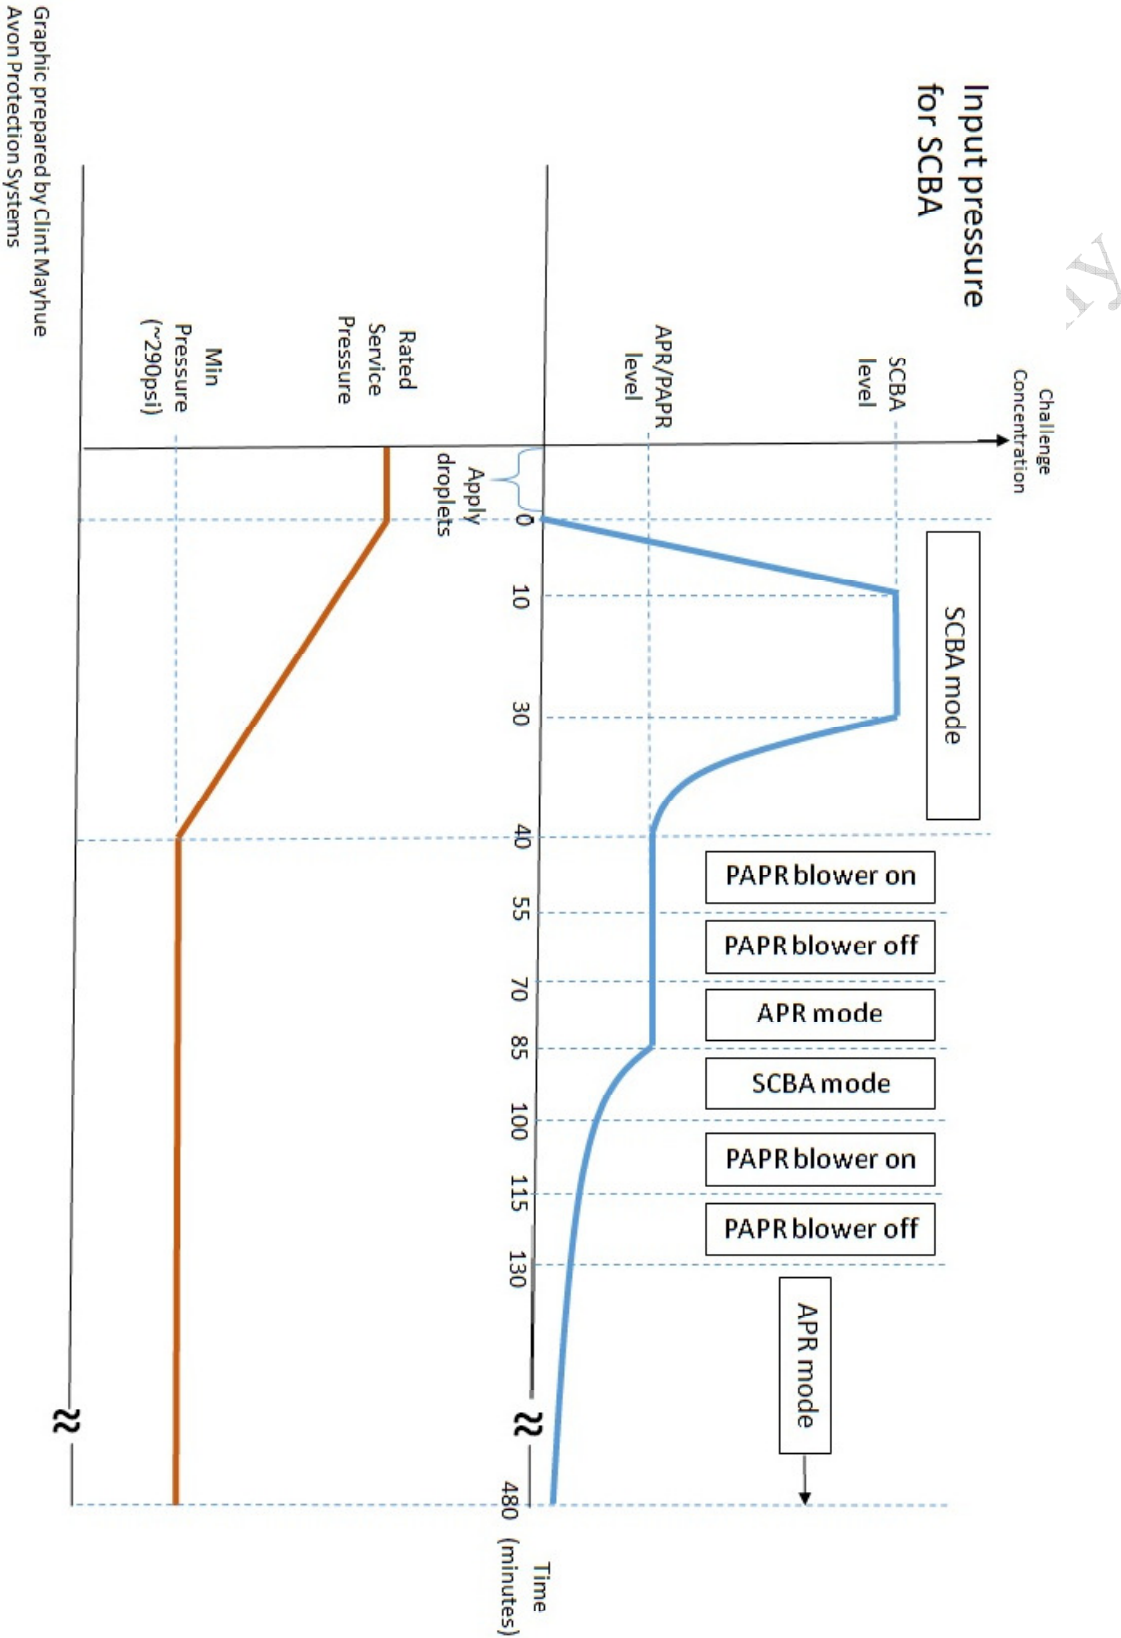 Challenge
Concentration
Input pressure
for SCBA
SCBA
level
APR/PAPR
level
SCBA mode
PAPR blower on
PAPR blower off
APR mode
SCBA mode
PAPR blower on
PAPR blower off
APR mode
0
10
30
40
55
70
85
100
115
130
480
Time
(minutes)
Apply
droplets
Rated
Service
Pressure
Min
Pressure
(~290psi)
Graphic prepared by Clint Mayhue
Avon Protection Systems